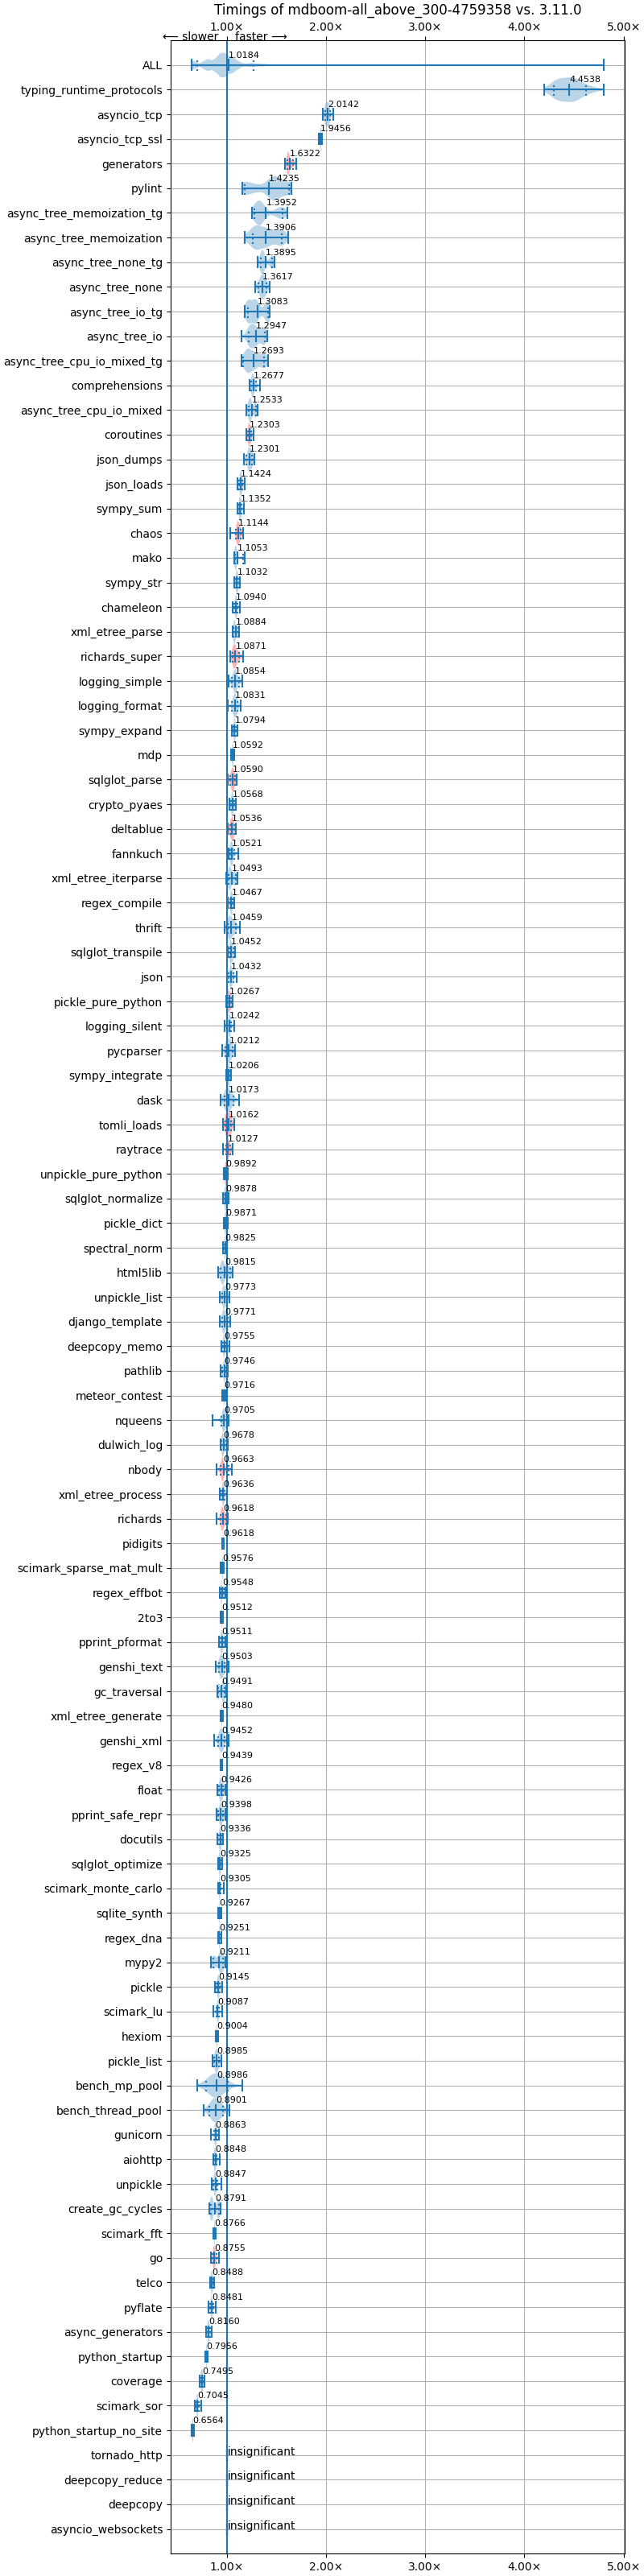 Timings of mdboom-all_above_300-4759358 vs. 3.11.0
1.00× 2.00× 3.00× 4.00× 5.00×
⟵ slower faster ⟶
ALL 1.0184
typing_runtime_protocols 4.4538
asyncio_tcp 2.0142
asyncio_tcp_ssl 1.9456
generators 1.6322
pylint 1.4235
async_tree_memoization_tg 1.3952
async_tree_memoization 1.3906
async_tree_none_tg 1.3895
async_tree_none 1.3617
async_tree_io_tg 1.3083
async_tree_io 1.2947
async_tree_cpu_io_mixed_tg 1.2693
comprehensions 1.2677
async_tree_cpu_io_mixed 1.2533
coroutines 1.2303
json_dumps 1.2301
json_loads 1.1424
sympy_sum 1.1352
chaos 1.1144
mako 1.1053
sympy_str 1.1032
chameleon 1.0940
xml_etree_parse 1.0884
richards_super 1.0871
logging_simple 1.0854
logging_format 1.0831
sympy_expand 1.0794
mdp 1.0592
sqlglot_parse 1.0590
crypto_pyaes 1.0568
deltablue 1.0536
fannkuch 1.0521
xml_etree_iterparse 1.0493
regex_compile 1.0467
thrift 1.0459
sqlglot_transpile 1.0452
json 1.0432
pickle_pure_python 1.0267
logging_silent 1.0242
pycparser 1.0212
sympy_integrate 1.0206
dask 1.0173
tomli_loads 1.0162
raytrace 1.0127
unpickle_pure_python 0.9892
sqlglot_normalize 0.9878
pickle_dict 0.9871
spectral_norm 0.9825
html5lib 0.9815
unpickle_list 0.9773
django_template 0.9771
deepcopy_memo 0.9755
pathlib 0.9746
meteor_contest 0.9716
nqueens 0.9705
dulwich_log 0.9678
nbody 0.9663
xml_etree_process 0.9636
richards 0.9618
pidigits 0.9618
scimark_sparse_mat_mult 0.9576
regex_effbot 0.9548
2to3 0.9512
pprint_pformat 0.9511
genshi_text 0.9503
gc_traversal 0.9491
xml_etree_generate 0.9480
genshi_xml 0.9452
regex_v8 0.9439
float 0.9426
pprint_safe_repr 0.9398
docutils 0.9336
sqlglot_optimize 0.9325
scimark_monte_carlo 0.9305
sqlite_synth 0.9267
regex_dna 0.9251
mypy2 0.9211
pickle 0.9145
scimark_lu 0.9087
hexiom 0.9004
pickle_list 0.8985
bench_mp_pool 0.8986
bench_thread_pool 0.8901
gunicorn 0.8863
aiohttp 0.8848
unpickle 0.8847
create_gc_cycles 0.8791
scimark_fft 0.8766
go 0.8755
telco 0.8488
pyflate 0.8481
async_generators 0.8160
python_startup 0.7956
coverage 0.7495
scimark_sor 0.7045
python_startup_no_site 0.6564
tornado_http insignificant
deepcopy_reduce insignificant
deepcopy insignificant
asyncio_websockets insignificant
1.00× 2.00× 3.00× 4.00× 5.00×